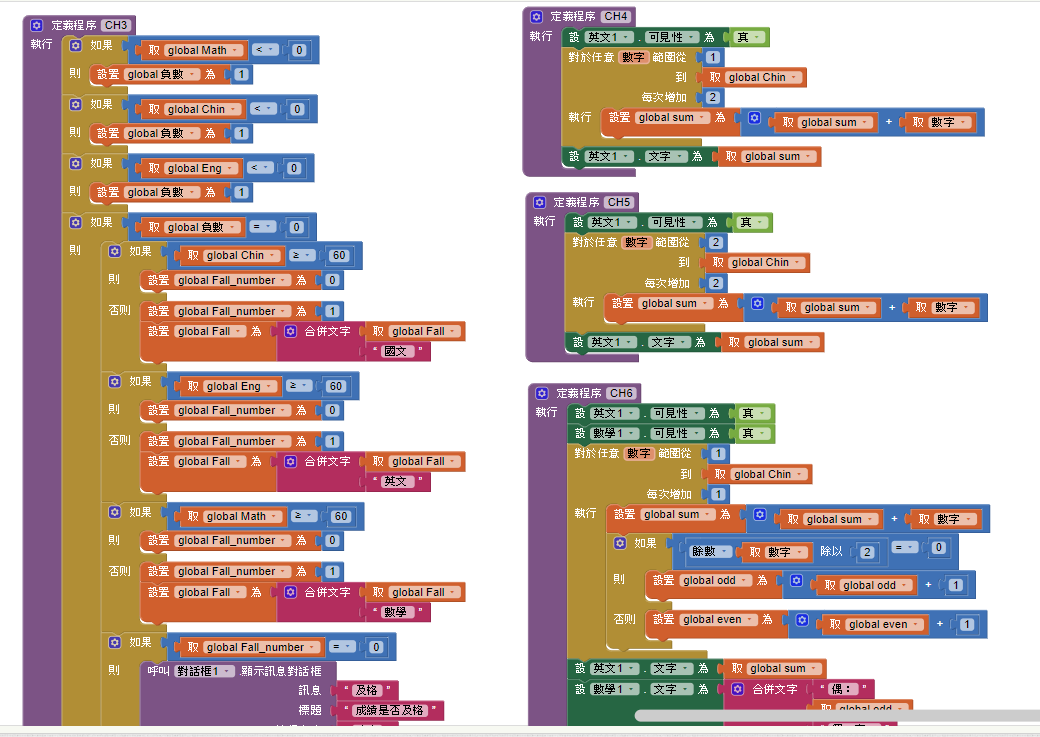 定義程序 CH3
執行 如果 取 global Math < 0
則 設置 global 負數 為 1
如果 取 global Chin < 0
則 設置 global 負數 為 1
如果 取 global Eng < 0
則 設置 global 負數 為 1
如果 取 global 負數 = 0
則 如果 取 global Chin ≥ 60
則 設置 global Fall_number 為 0
否則 設置 global Fall_number 為 1
設置 global Fall 為 合併文字 取 global Fall
“ 國文 ”
如果 取 global Eng ≥ 60
則 設置 global Fall_number 為 0
否則 設置 global Fall_number 為 1
設置 global Fall 為 合併文字 取 global Fall
“ 英文 ”
如果 取 global Math ≥ 60
則 設置 global Fall_number 為 0
否則 設置 global Fall_number 為 1
設置 global Fall 為 合併文字 取 global Fall
“ 數學 ”
如果 取 global Fall_number = 0
則 呼叫 對話框1 顯示訊息對話框
訊息 “ 及格 ”
標題 “ 成績是否及格 ”
定義程序 CH4
執行 設 英文1 . 可見性 為 真
對於任意 數字 範圍從 1
到 取 global Chin
每次增加 2
執行 設置 global sum 為 取 global sum + 取 數字
設 英文1 . 文字 為 取 global sum
定義程序 CH5
執行 設 英文1 . 可見性 為 真
對於任意 數字 範圍從 2
到 取 global Chin
每次增加 2
執行 設置 global sum 為 取 global sum + 取 數字
設 英文1 . 文字 為 取 global sum
定義程序 CH6
執行 設 英文1 . 可見性 為 真
設 數學1 . 可見性 為 真
對於任意 數字 範圍從 1
到 取 global Chin
每次增加 1
執行 設置 global sum 為 取 global sum + 取 數字
如果 餘數 取 數字 除以 2 = 0
則 設置 global odd 為 取 global odd + 1
否則 設置 global even 為 取 global even + 1
設 英文1 . 文字 為 取 global sum
設 數學1 . 文字 為 合併文字 “ 偶： ”
取 global odd